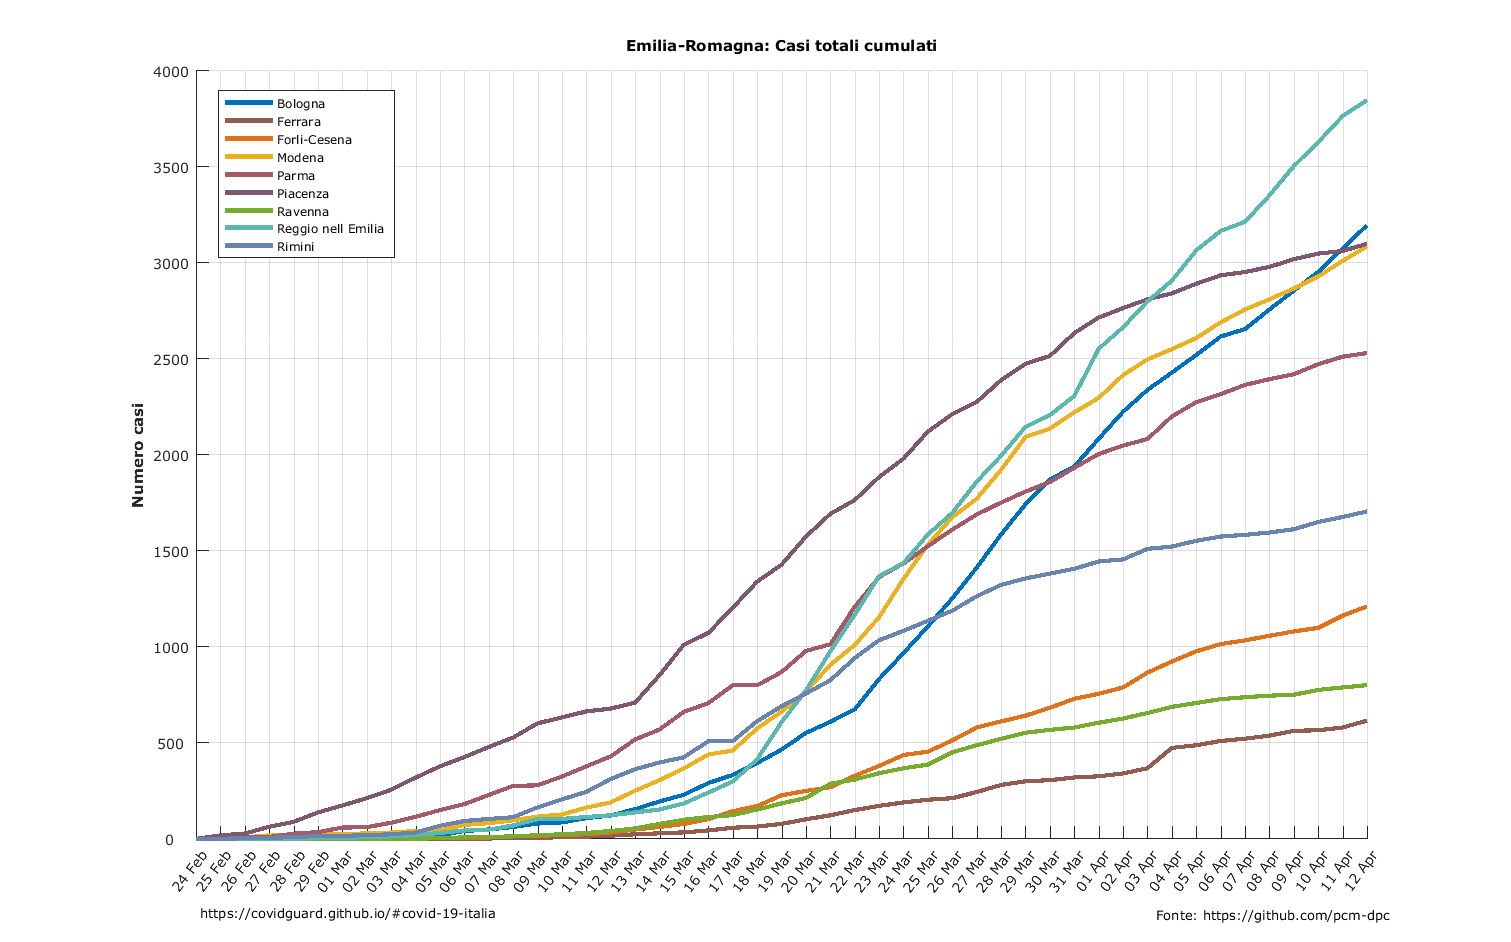 Emilia-Romagna: Casi totali cumulati
4000
3500
3000
2500
2000
1500
1000
500
0
Numero casi
Bologna
Ferrara
Forli-Cesena
Modena
Parma
Piacenza
Ravenna
Reggio nell Emilia
Rimini
24 Feb
25 Feb
26 Feb
27 Feb
28 Feb
29 Feb
01 Mar
02 Mar
03 Mar
04 Mar
05 Mar
06 Mar
07 Mar
08 Mar
09 Mar
10 Mar
11 Mar
12 Mar
13 Mar
14 Mar
15 Mar
16 Mar
17 Mar
18 Mar
19 Mar
20 Mar
21 Mar
22 Mar
23 Mar
24 Mar
25 Mar
26 Mar
27 Mar
28 Mar
29 Mar
30 Mar
31 Mar
01 Apr
02 Apr
03 Apr
04 Apr
05 Apr
06 Apr
07 Apr
08 Apr
09 Apr
10 Apr
11 Apr
12 Apr
https://covidguard.github.io/#covid-19-italia
Fonte: https://github.com/pcm-dpc